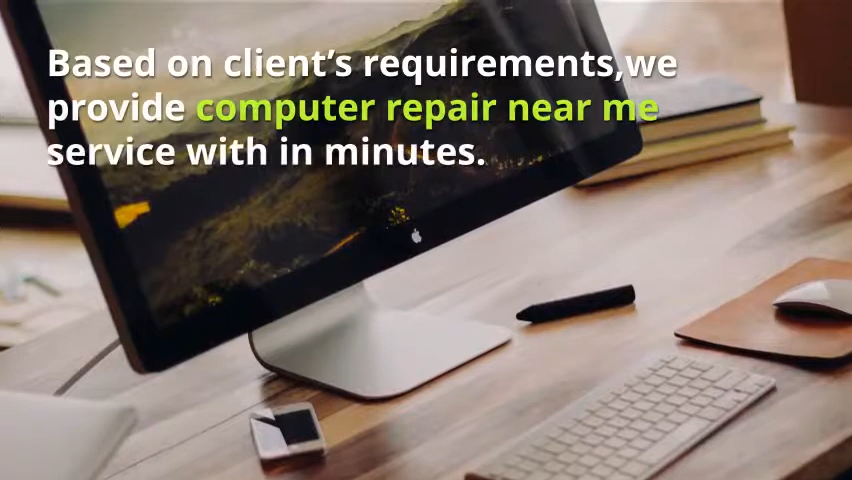 Based on client’s requirements,we
provide computer repair near me
service with in minutes.